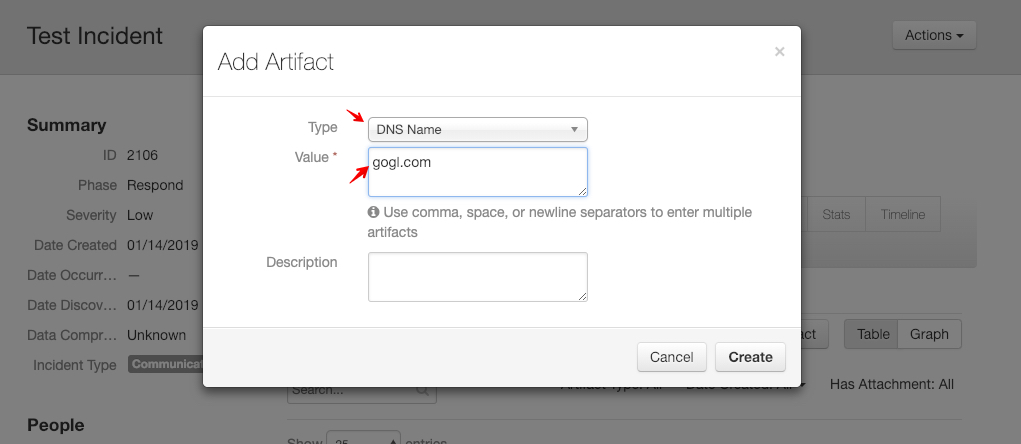 Test Incident
Actions
Add Artifact
×
Summary
Type
DNS Name
ID 2106
Value *
gogl.com
Phase Respond
Severity Low
Use comma, space, or newline separators to enter multiple
artifacts
Stats
Timeline
Date Created 01/14/2019
Date Occurr... —
Description
Date Discov... 01/14/2019
Data Compr... Unknown
Table
Graph
Incident Type
Communicat
Cancel
Create
Search...
Has Attachment: All
People
Show 25 entries